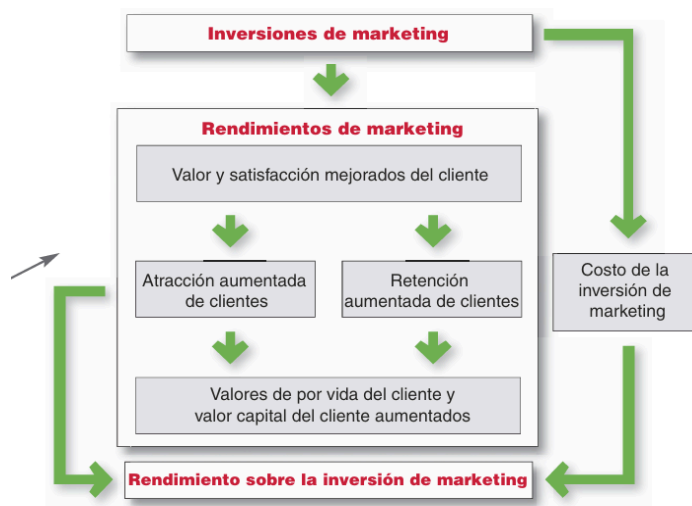 Inversiones de marketing
Rendimientos de marketing
Valor y satisfacción mejorados del cliente
Atracción aumentada
de clientes
Retención
aumentada de clientes
Costo de la
inversión de
marketing
Valores de por vida del cliente y
valor capital del cliente aumentados
Rendimiento sobre la inversión de marketing